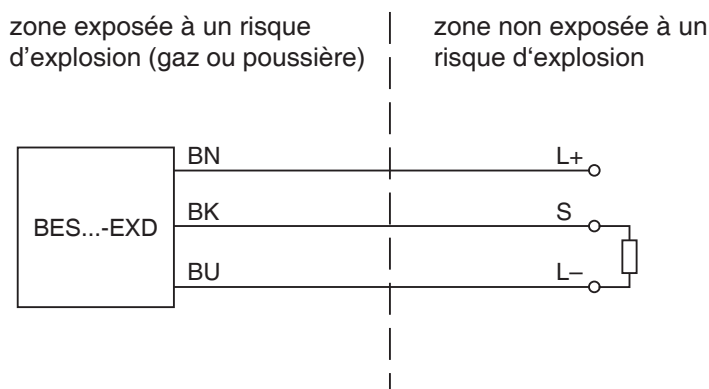 zone exposée à un risque
d'explosion (gaz ou poussière)
zone non exposée à un
risque d‘explosion
BN
L+
BES...-EXD
BK
S
BU
L–